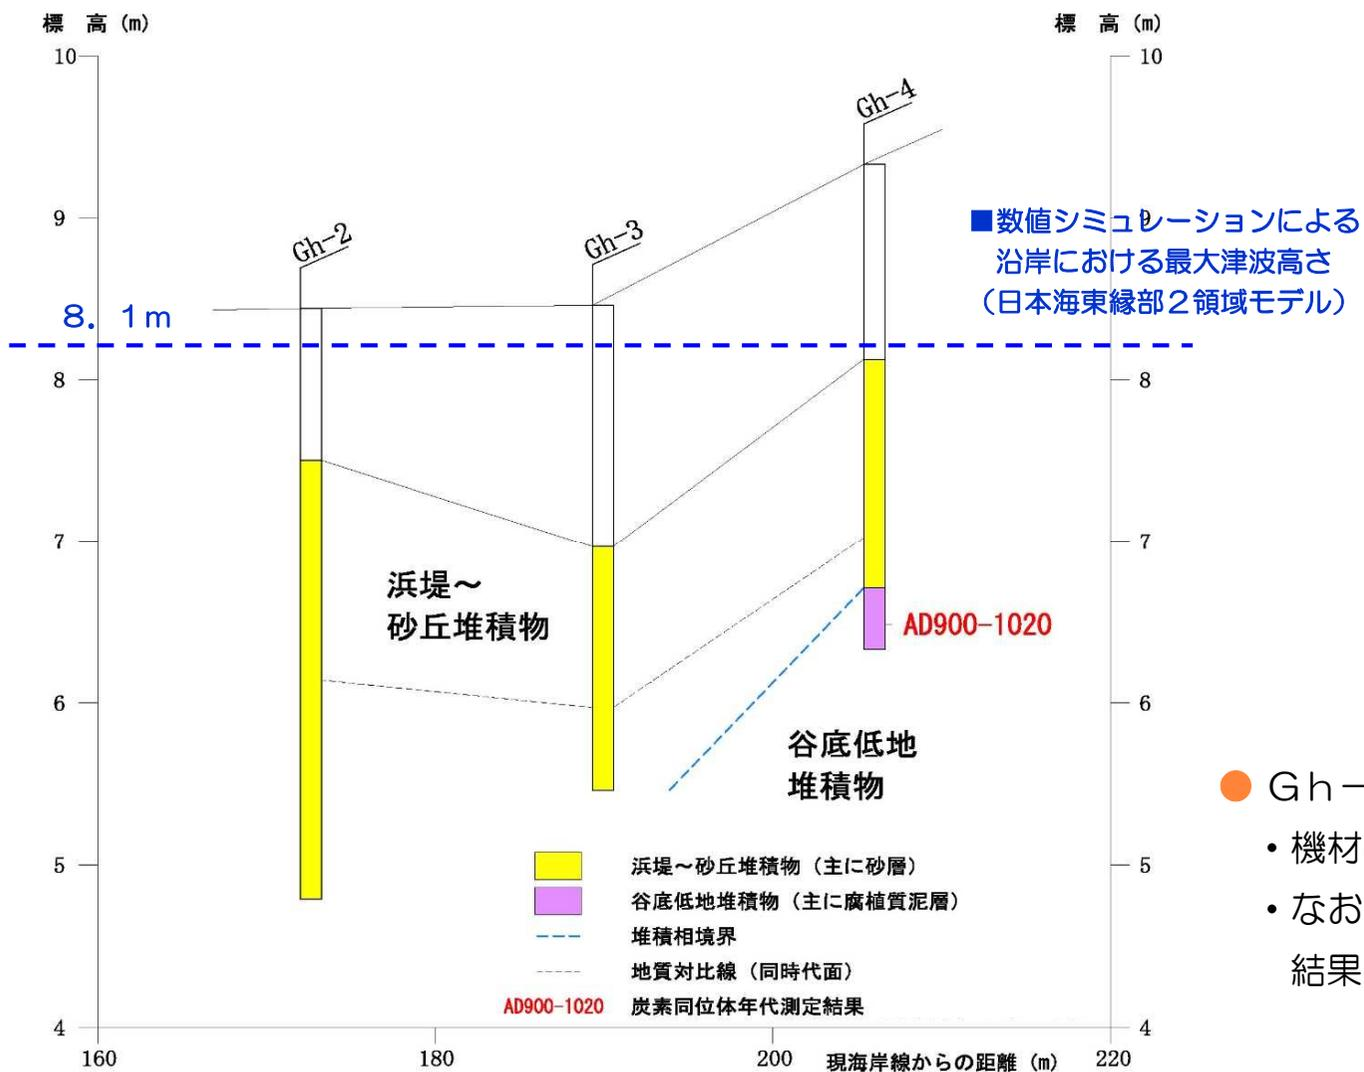 標 高 (m)
標 高 (m)
10
10
Gh-4
9
9
Gh-2
Gh-3
■数値シミュレーションによる
沿岸における最大津波高さ
(日本海東縁部２領域モデル)
８．１ｍ
8
8
7
7
浜堤～
砂丘堆積物
AD900-1020
6
6
谷底低地
堆積物
● Ｇｈ－
・機材
・なお
結果
5
5
浜堤～砂丘堆積物 (主に砂層)
谷底低地堆積物 (主に腐植質泥層)
堆積相境界
地質対比線 (同時代面)
AD900-1020 炭素同位体年代測定結果
4
4
160
180
200
現海岸線からの距離 (m)
220